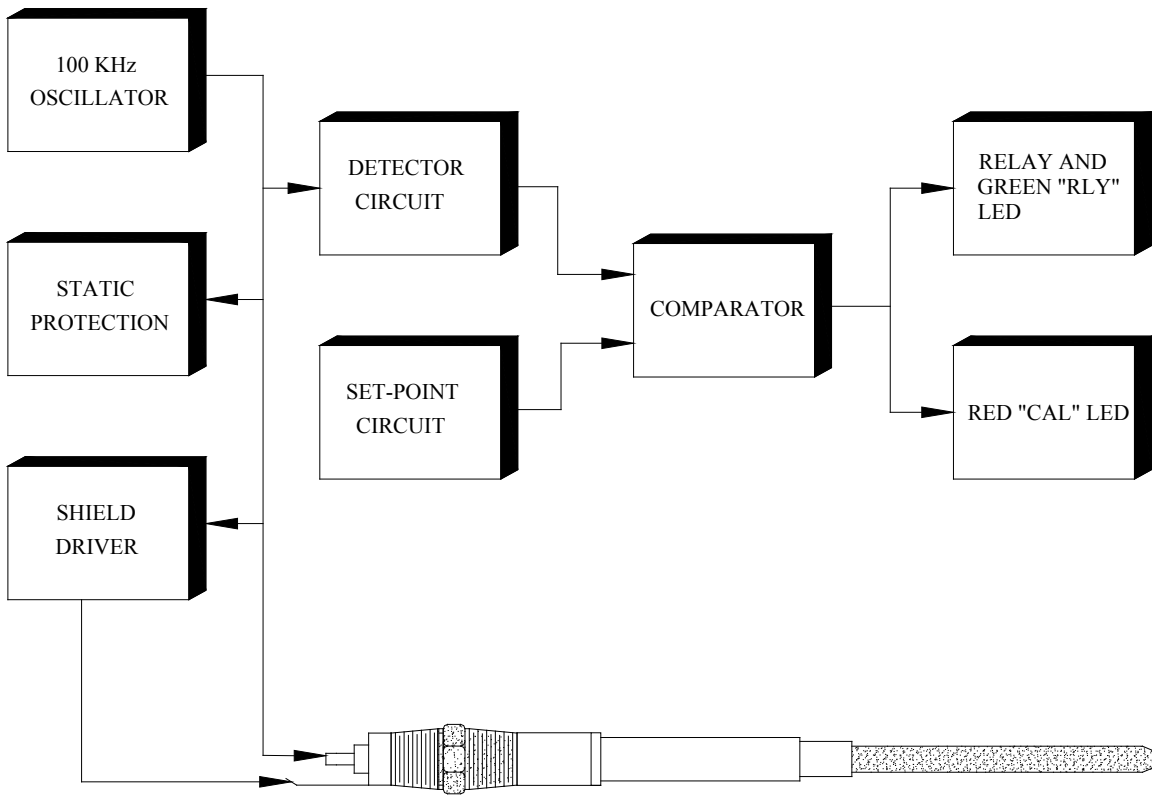 100 KHz
OSCILLATOR
DETECTOR
CIRCUIT
RELAY AND
GREEN "RLY"
LED
STATIC
PROTECTION
COMPARATOR
SET-POINT
CIRCUIT
RED "CAL" LED
SHIELD
DRIVER